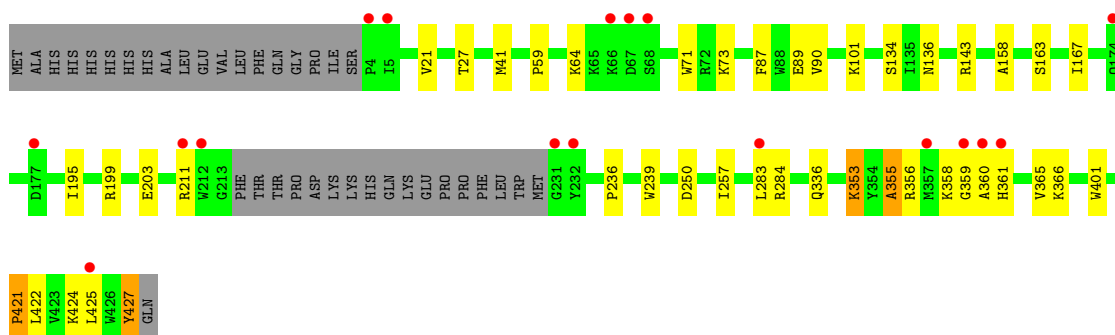 MET ALA HIS HIS HIS HIS HIS HIS ALA LEU GLU VAL LEU PHE GLN GLY PRO ILE SER P4 I5 V21 T27 M41 P59 K64 K65 K66 D67 S68 W71 R72 K73 F87 W88 E89 V90 K101 S134 I135 N136 R143 A158 S163 I167 D174
D177 I195 R199 E203 R211 W212 G213 PHE THR THR PRO ASP LYS LYS HIS GLN LYS GLU PRO PRO PHE LEU TRP MET G231 Y232 P236 W239 D250 I257 L283 R284 Q336 K353 Y354 A355 R356 M357 K358 G359 A360 H361 V365 K366 W401
P421 L422 V423 K424 L425 W426 Y427 GLN